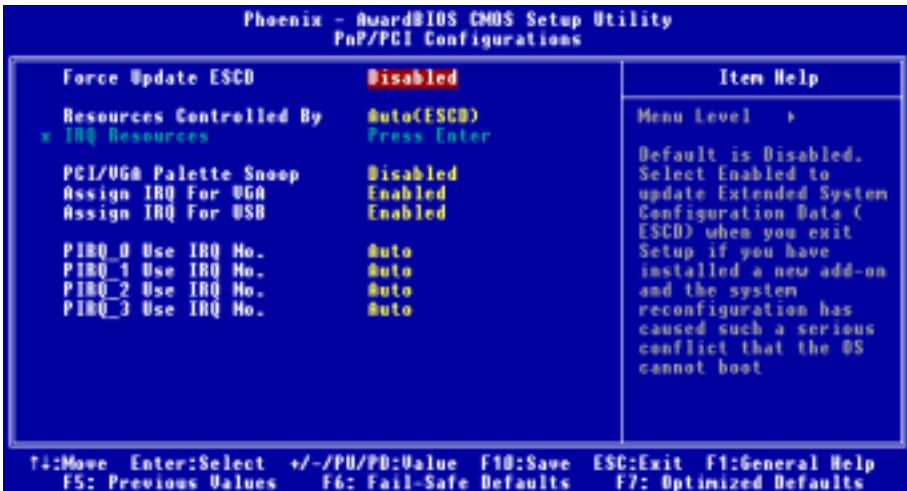 Phoenix - AwardBIOS CMOS Setup Utility
PnP/PCI Configurations
Force Update ESCD Disabled
Resources Controlled By Auto(ESCD)
x IRQ Resources Press Enter
PCI/VGA Palette Snoop Disabled
Assign IRQ For VGA Enabled
Assign IRQ For USB Enabled
PIRQ_0 Use IRQ No. Auto
PIRQ_1 Use IRQ No. Auto
PIRQ_2 Use IRQ No. Auto
PIRQ_3 Use IRQ No. Auto
Item Help
Menu Level ▸
Default is Disabled.
Select Enabled to
update Extended System
Configuration Data (
ESCD) when you exit
Setup if you have
installed a new add-on
and the system
reconfiguration has
caused such a serious
conflict that the OS
cannot boot
↑↓:Move Enter:Select +/-/PU/PD:Value F10:Save ESC:Exit F1:General Help
F5: Previous Values F6: Fail-Safe Defaults F7: Optimized Defaults